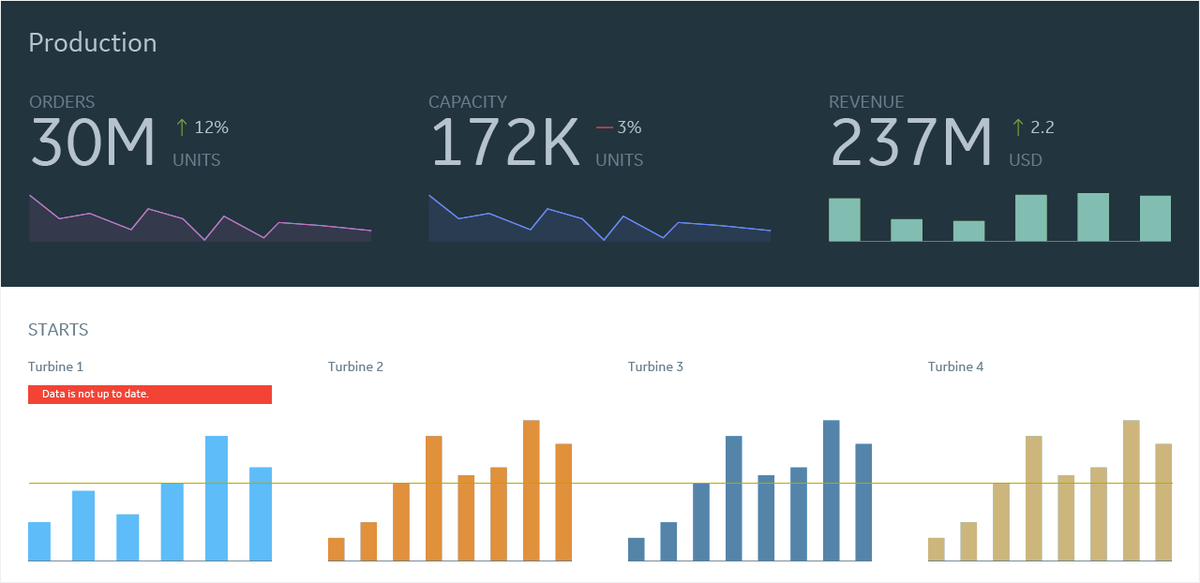 Production
ORDERS
30M
↑ 12%
UNITS
CAPACITY
172K
— 3%
UNITS
REVENUE
237M
↑ 2.2
USD
STARTS
Turbine 1
Data is not up to date.
Turbine 2
Turbine 3
Turbine 4